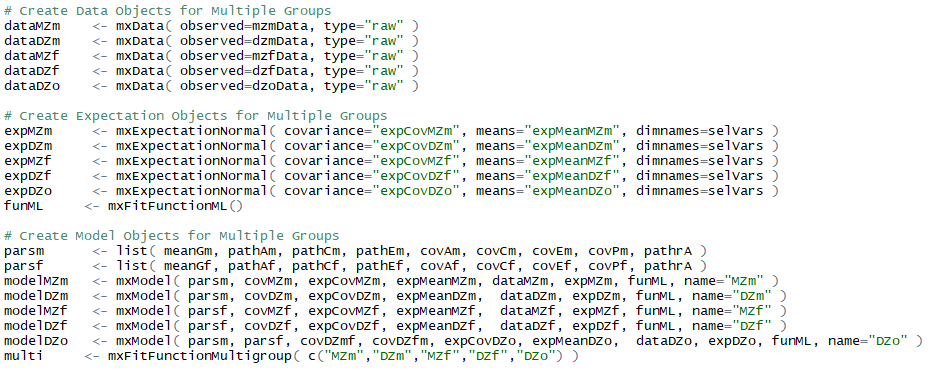 # Create Data Objects for Multiple Groups
dataMZm    <- mxData( observed=mzmData, type="raw" )
dataDZm    <- mxData( observed=dzmData, type="raw" )
dataMZf    <- mxData( observed=mzfData, type="raw" )
dataDZf    <- mxData( observed=dzfData, type="raw" )
dataDZo    <- mxData( observed=dzoData, type="raw" )

# Create Expectation Objects for Multiple Groups
expMZm     <- mxExpectationNormal( covariance="expCovMZm", means="expMeanMZm", dimnames=selVars )
expDZm     <- mxExpectationNormal( covariance="expCovDZm", means="expMeanDZm", dimnames=selVars )
expMZf     <- mxExpectationNormal( covariance="expCovMZf", means="expMeanMZf", dimnames=selVars )
expDZf     <- mxExpectationNormal( covariance="expCovDZf", means="expMeanDZf", dimnames=selVars )
expDZo     <- mxExpectationNormal( covariance="expCovDZo", means="expMeanDZo", dimnames=selVars )
funML     <- mxFitFunctionML()

# Create Model Objects for Multiple Groups
parsm      <- list( meanGm, pathAm, pathCm, pathEm, covAm, covCm, covEm, covPm, pathrA )
parsf      <- list( meanGf, pathAf, pathCf, pathEf, covAf, covCf, covEf, covPf, pathrA )
modelMZm   <- mxModel( parsm, covMZm, expCovMZm, expMeanMZm, dataMZm, expMZm, funML, name="MZm" )
modelDZm   <- mxModel( parsm, covDZm, expCovDZm, expMeanDZm,  dataDZm, expDZm, funML, name="DZm" )
modelMZf   <- mxModel( parsf, covMZf, expCovMZf, expMeanMZf,  dataMZf, expMZf, funML, name="MZf" )
modelDZf   <- mxModel( parsf, covDZf, expCovDZf, expMeanDZf,  dataDZf, expDZf, funML, name="DZf" )
modelDZo   <- mxModel( parsm, parsf, covDZmf, covDZfm, expCovDZo, expMeanDZo,  dataDZo, expDZo, funML, name="DZo" )
multi     <- mxFitFunctionMultigroup( c("MZm","DZm","MZf","DZf","DZo") )